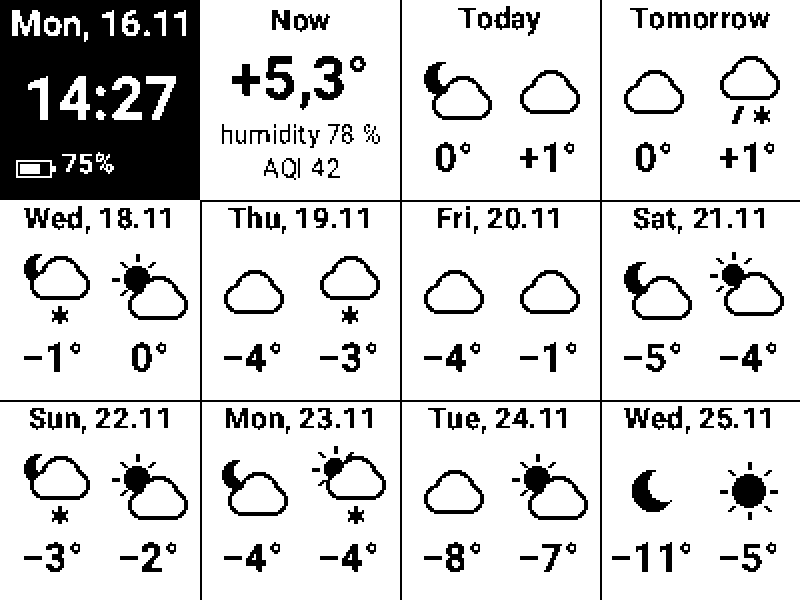 Mon, 16.11
14:27
75%
Now
+5,3°
humidity 78 %
AQI 42
Today
0° +1°
Tomorrow
0° +1°
Wed, 18.11
−1° 0°
Thu, 19.11
−4° −3°
Fri, 20.11
−4° −1°
Sat, 21.11
−5° −4°
Sun, 22.11
−3° −2°
Mon, 23.11
−4° −4°
Tue, 24.11
−8° −7°
Wed, 25.11
−11° −5°